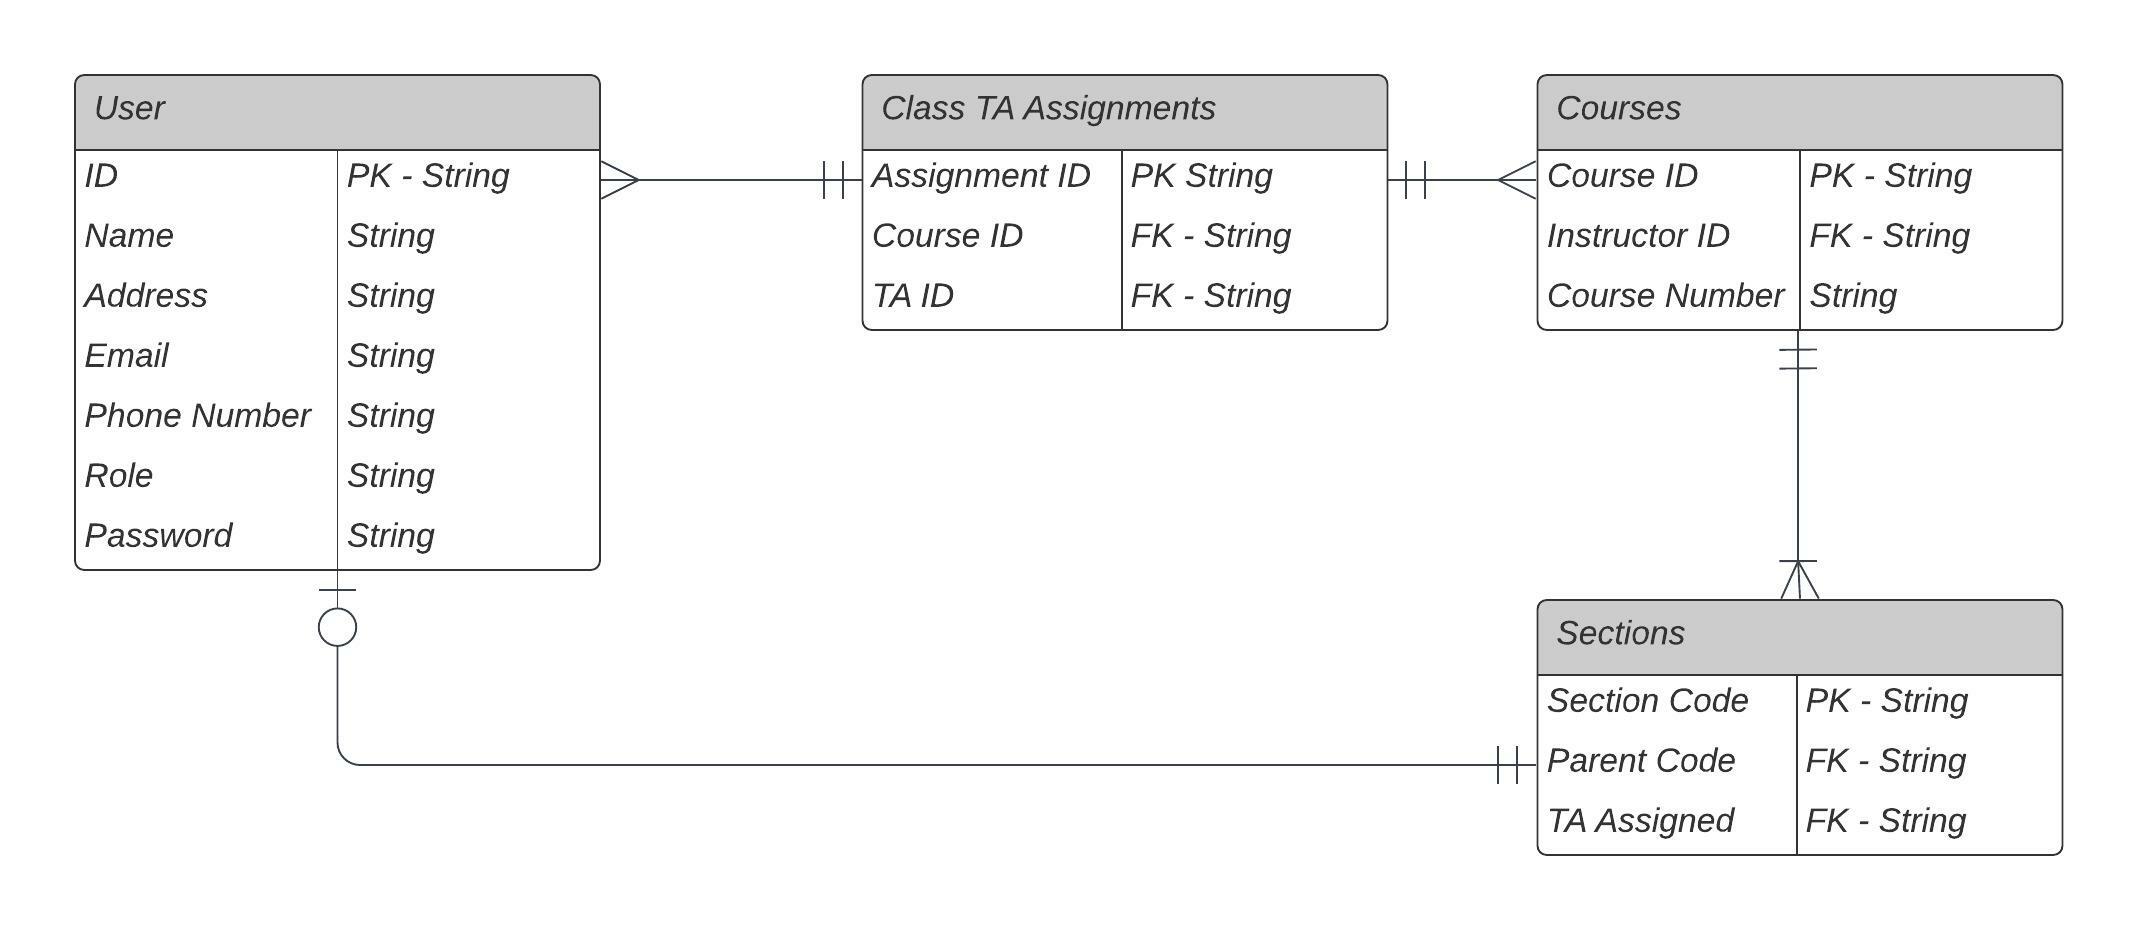 User
ID PK - String
Name String
Address String
Email String
Phone Number String
Role String
Password String
Class TA Assignments
Assignment ID PK String
Course ID FK - String
TA ID FK - String
Courses
Course ID PK - String
Instructor ID FK - String
Course Number String
Sections
Section Code PK - String
Parent Code FK - String
TA Assigned FK - String